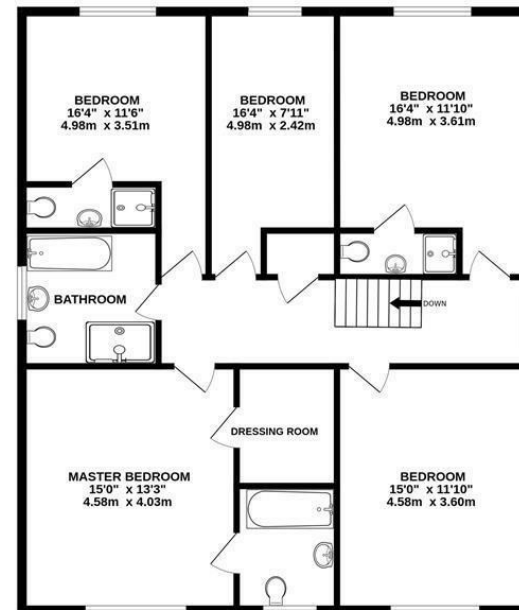 BEDROOM
16'4" x 11'6"
4.98m x 3.51m
BEDROOM
16'4" x 7'11"
4.98m x 2.42m
BEDROOM
16'4" x 11'10"
4.98m x 3.61m
BATHROOM
DOWN
DRESSING ROOM
MASTER BEDROOM
15'0" x 13'3"
4.58m x 4.03m
BEDROOM
15'0" x 11'10"
4.58m x 3.60m